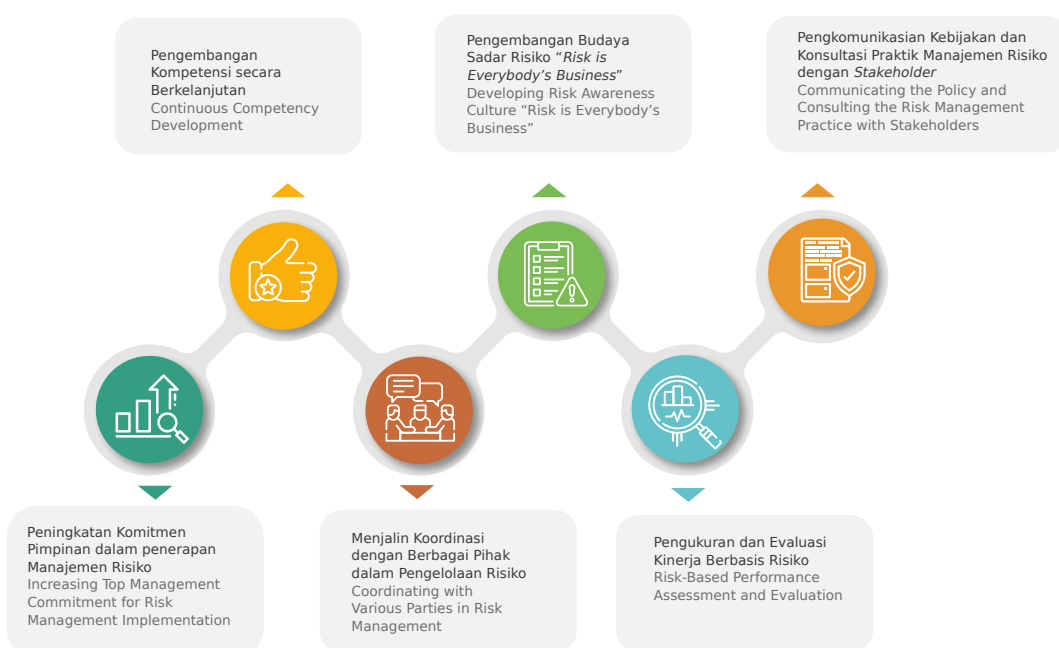 Pengembangan
Kompetensi secara
Berkelanjutan
Continuous Competency
Development
Pengembangan Budaya
Sadar Risiko “Risk is
Everybody’s Business”
Developing Risk Awareness
Culture “Risk is Everybody’s
Business”
Pengkomunikasian Kebijakan dan
Konsultasi Praktik Manajemen Risiko
dengan Stakeholder
Communicating the Policy and
Consulting the Risk Management
Practice with Stakeholders
Peningkatan Komitmen
Pimpinan dalam penerapan
Manajemen Risiko
Increasing Top Management
Commitment for Risk
Management Implementation
Menjalin Koordinasi
dengan Berbagai Pihak
dalam Pengelolaan Risiko
Coordinating with
Various Parties in Risk
Management
Pengukuran dan Evaluasi
Kinerja Berbasis Risiko
Risk-Based Performance
Assessment and Evaluation